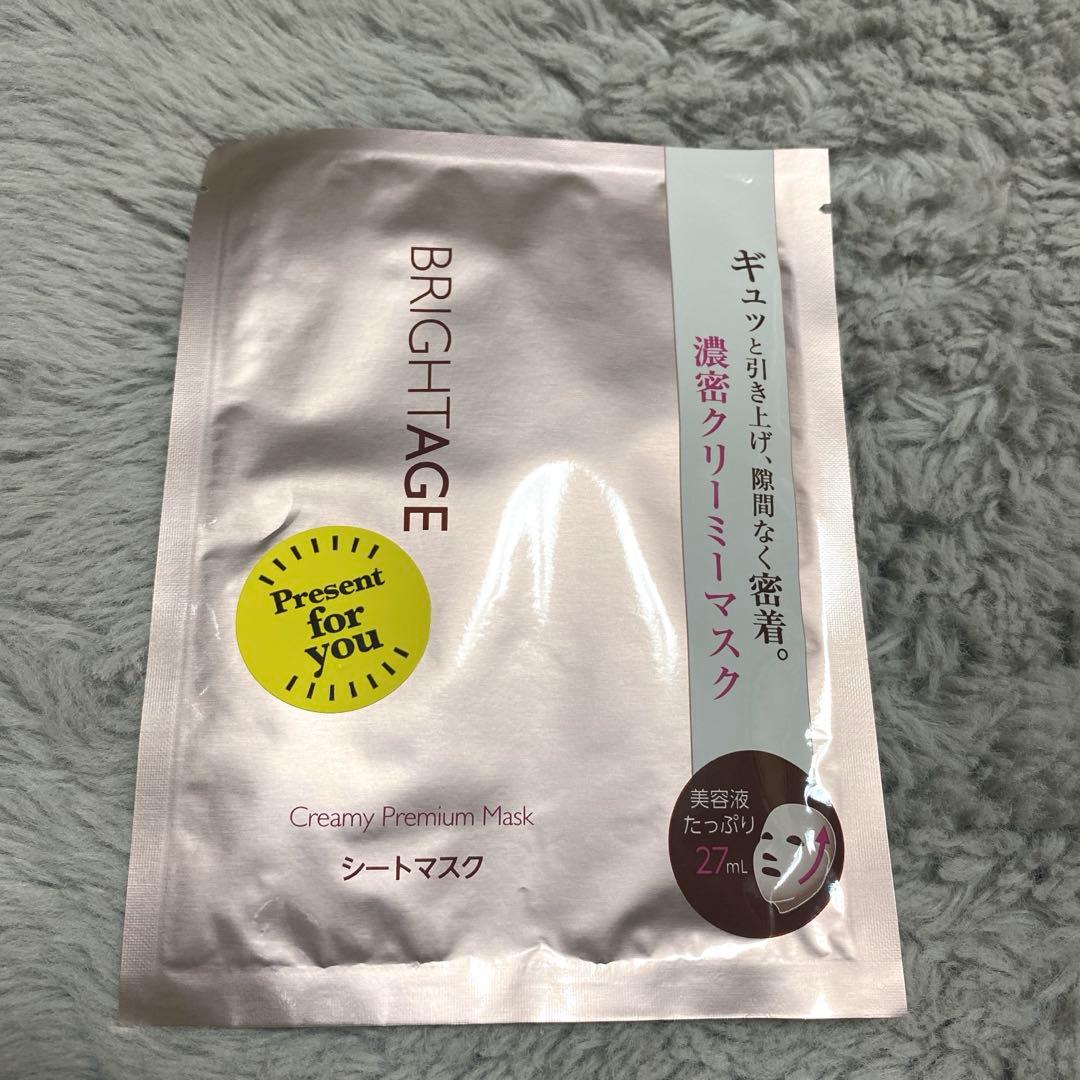 ギュッと引き上げ、隙間なく密着。
濃密クリーミーマスク
BRIGHTAGE
Present
for
you
Creamy Premium Mask
シートマスク
美容液
たっぷり
27mL